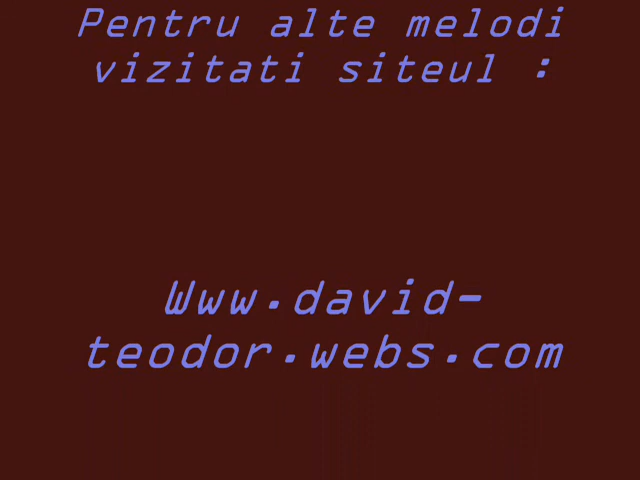 Pentru alte melodi
vizitati siteul :
Www.david-
teodor.webs.com